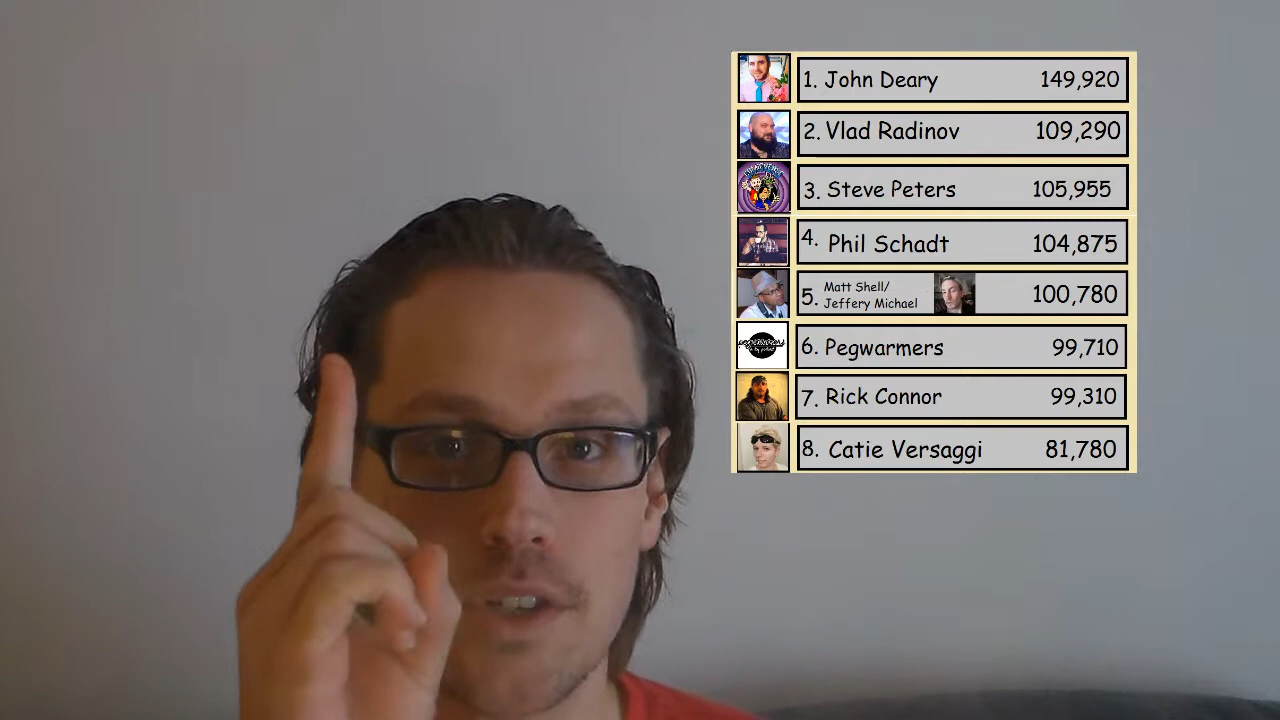 1. John Deary 149,920
2. Vlad Radinov 109,290
3. Steve Peters 105,955
4. Phil Schadt 104,875
5. Matt Shell/
Jeffery Michael 100,780
6. Pegwarmers 99,710
7. Rick Connor 99,310
8. Catie Versaggi 81,780